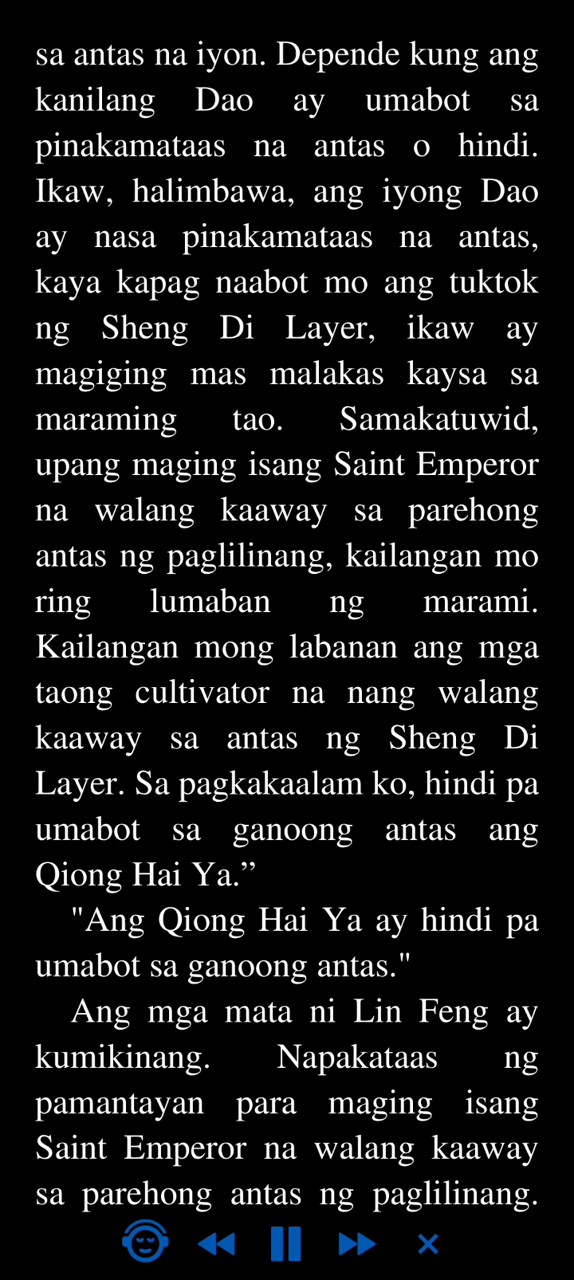 sa antas na iyon. Depende kung ang
kanilang Dao ay umabot sa
pinakamataas na antas o hindi.
Ikaw, halimbawa, ang iyong Dao
ay nasa pinakamataas na antas,
kaya kapag naabot mo ang tuktok
ng Sheng Di Layer, ikaw ay
magiging mas malakas kaysa sa
maraming tao. Samakatuwid,
upang maging isang Saint Emperor
na walang kaaway sa parehong
antas ng paglilinang, kailangan mo
ring lumaban ng marami.
Kailangan mong labanan ang mga
taong cultivator na nang walang
kaaway sa antas ng Sheng Di
Layer. Sa pagkakaalam ko, hindi pa
umabot sa ganoong antas ang
Qiong Hai Ya.”
"Ang Qiong Hai Ya ay hindi pa
umabot sa ganoong antas."
Ang mga mata ni Lin Feng ay
kumikinang. Napakataas ng
pamantayan para maging isang
Saint Emperor na walang kaaway
sa parehong antas ng paglilinang.